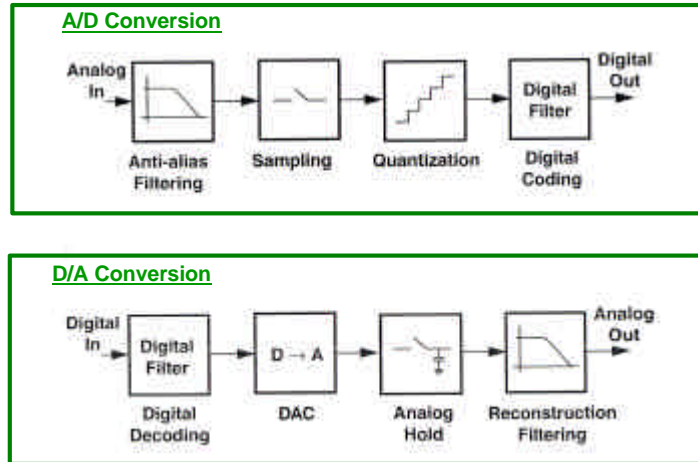 A/D Conversion
Analog
In
Digital
Filter
Digital
Out
Anti-alias
Filtering
Sampling
Quantization
Digital
Coding
D/A Conversion
Digital
In
Digital
Filter
D → A
Analog
Out
Digital
Decoding
DAC
Analog
Hold
Reconstruction
Filtering